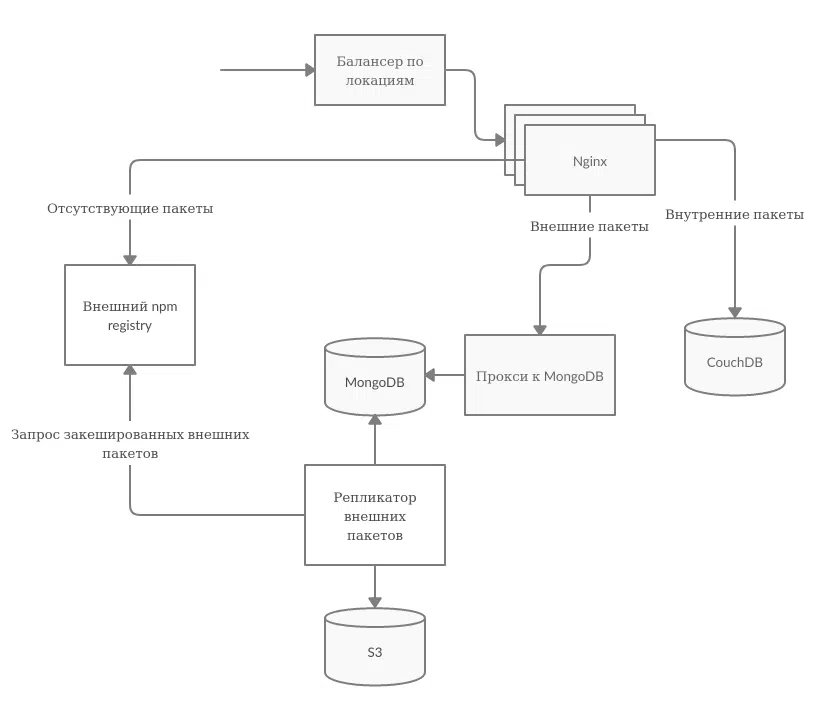 Балансер по
локациям
Nginx
Отсутствующие пакеты
Внешние пакеты
Внутренние пакеты
Внешний npm
registry
MongoDB
Прокси к MongoDB
CouchDB
Запрос закешированных внешних
пакетов
Репликатор
внешних
пакетов
S3